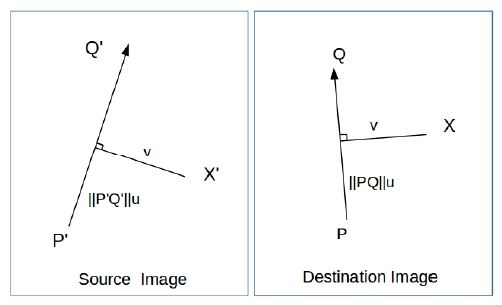 Q'
v
X'
||P'Q'||u
P'
Source Image
Q
v
X
||PQ||u
P
Destination Image